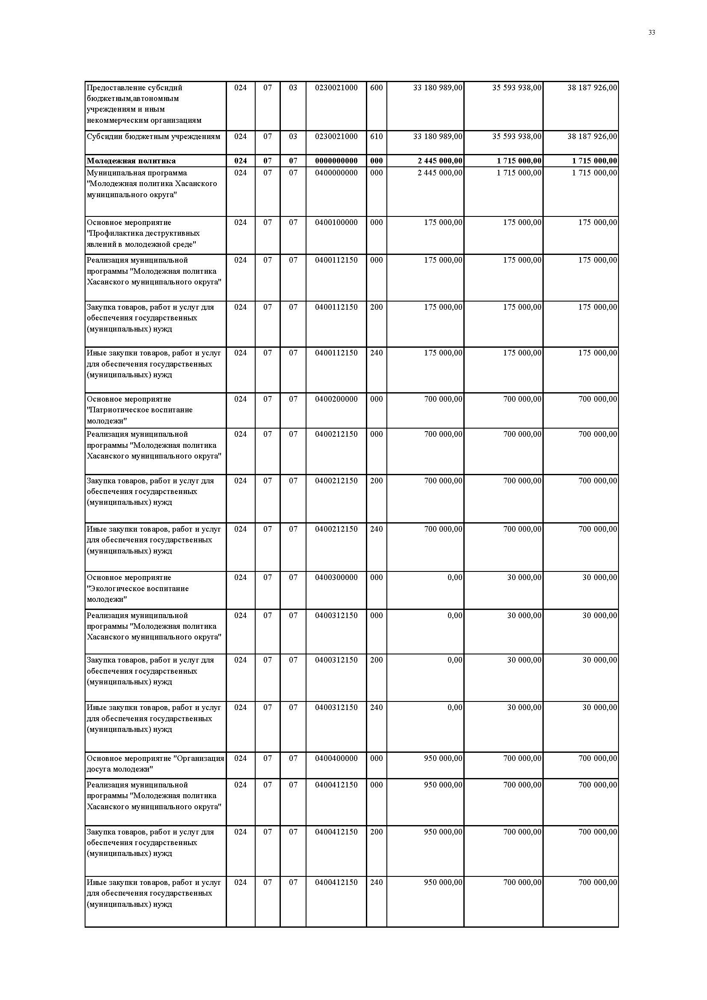 33
Предоставление субсидий 024 07 03 0230021000 600 33 180 989,00 35 593 938,00 38 187 926,00
бюджетным,автономным
учреждениям и иным
некоммерческим организациям
Субсидии бюджетным учреждениям 024 07 03 0230021000 610 33 180 989,00 35 593 938,00 38 187 926,00
Молодежная политика 024 07 07 0000000000 000 2 445 000,00 1 715 000,00 1 715 000,00
Муниципальная программа 024 07 07 0400000000 000 2 445 000,00 1 715 000,00 1 715 000,00
"Молодежная политика Хасанского
муниципального округа"
Основное мероприятие 024 07 07 0400100000 000 175 000,00 175 000,00 175 000,00
"Профилактика деструктивных
явлений в молодежной среде"
Реализация муниципальной 024 07 07 0400112150 000 175 000,00 175 000,00 175 000,00
программы "Молодежная политика
Хасанского муниципального округа"
Закупка товаров, работ и услуг для 024 07 07 0400112150 200 175 000,00 175 000,00 175 000,00
обеспечения государственных
(муниципальных) нужд
Иные закупки товаров, работ и услуг 024 07 07 0400112150 240 175 000,00 175 000,00 175 000,00
для обеспечения государственных
(муниципальных) нужд
Основное мероприятие 024 07 07 0400200000 000 700 000,00 700 000,00 700 000,00
"Патриотическое воспитание
молодежи"
Реализация муниципальной 024 07 07 0400212150 000 700 000,00 700 000,00 700 000,00
программы "Молодежная политика
Хасанского муниципального округа"
Закупка товаров, работ и услуг для 024 07 07 0400212150 200 700 000,00 700 000,00 700 000,00
обеспечения государственных
(муниципальных) нужд
Иные закупки товаров, работ и услуг 024 07 07 0400212150 240 700 000,00 700 000,00 700 000,00
для обеспечения государственных
(муниципальных) нужд
Основное мероприятие 024 07 07 0400300000 000 0,00 30 000,00 30 000,00
"Экологическое воспитание
молодежи"
Реализация муниципальной 024 07 07 0400312150 000 0,00 30 000,00 30 000,00
программы "Молодежная политика
Хасанского муниципального округа"
Закупка товаров, работ и услуг для 024 07 07 0400312150 200 0,00 30 000,00 30 000,00
обеспечения государственных
(муниципальных) нужд
Иные закупки товаров, работ и услуг 024 07 07 0400312150 240 0,00 30 000,00 30 000,00
для обеспечения государственных
(муниципальных) нужд
Основное мероприятие "Организация 024 07 07 0400400000 000 950 000,00 700 000,00 700 000,00
досуга молодежи"
Реализация муниципальной 024 07 07 0400412150 000 950 000,00 700 000,00 700 000,00
программы "Молодежная политика
Хасанского муниципального округа"
Закупка товаров, работ и услуг для 024 07 07 0400412150 200 950 000,00 700 000,00 700 000,00
обеспечения государственных
(муниципальных) нужд
Иные закупки товаров, работ и услуг 024 07 07 0400412150 240 950 000,00 700 000,00 700 000,00
для обеспечения государственных
(муниципальных) нужд